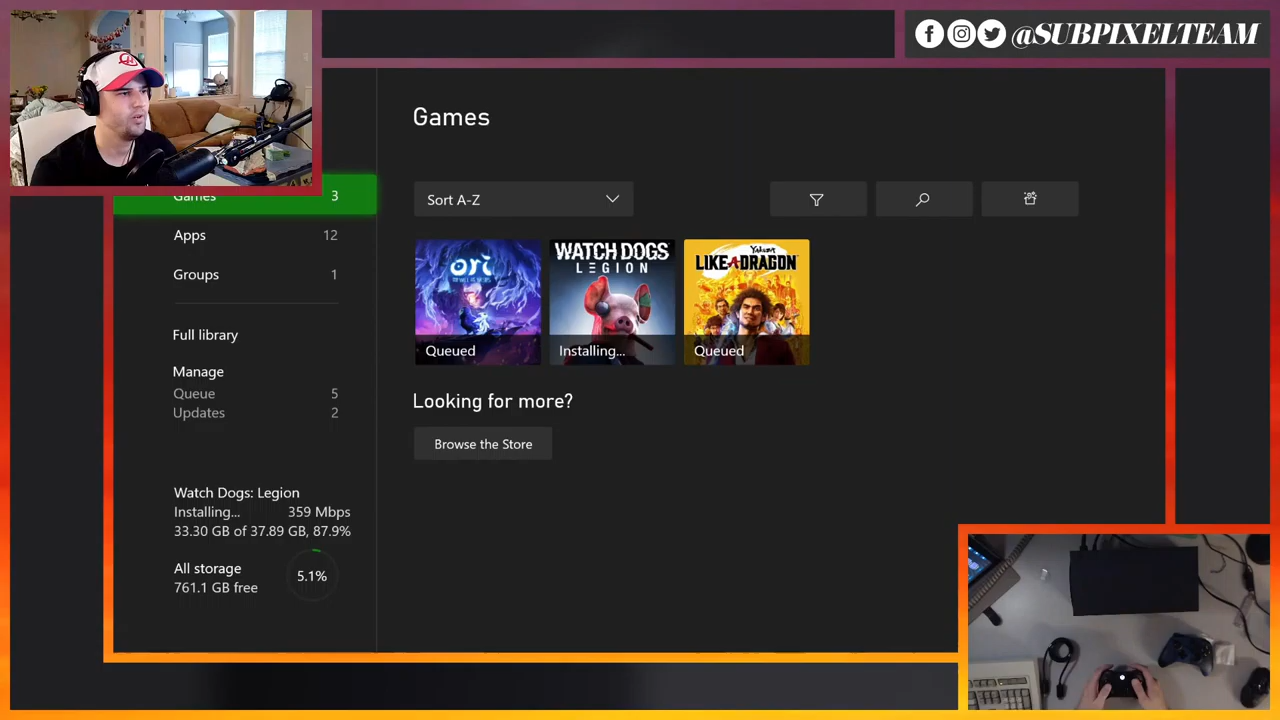 @SUBPIXELTEAM
Games
Games 3
Sort A-Z
Apps 12
Groups 1
ori
WATCH DOGS
LEGION
Yakuza
LIKE A DRAGON
Full library
Queued
Installing...
Queued
Manage
Queue 5
Updates 2
Looking for more?
Browse the Store
Watch Dogs: Legion
Installing... 359 Mbps
33.30 GB of 37.89 GB, 87.9%
All storage
761.1 GB free
5.1%